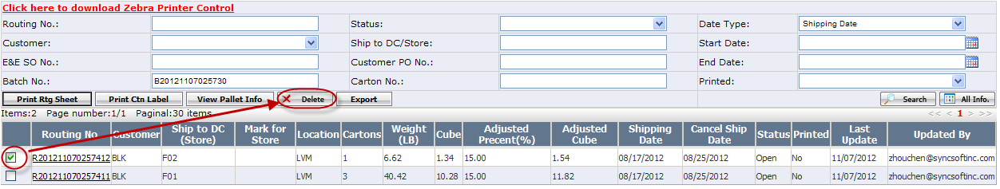 Click here to download Zebra Printer Control
Routing No.: Status: Date Type: Shipping Date
Customer: Ship to DC/Store: Start Date:
E&E SO No.: Customer PO No.: End Date:
Batch No.: B20121107025730 Carton No.: Printed:
Print Rtg Sheet Print Ctn Label View Pallet Info Delete Export Search All Info.
Items:2 Page number:1/1 Paginal:30 items << < 1 > >>
Routing No Customer Ship to DC (Store) Mark for Store Location Cartons Weight (LB) Cube Adjusted Precent(%) Adjusted Cube Shipping Date Cancel Ship Date Status Printed Last Update Updated By
R201211070257412 BLK F02 LVM 1 6.62 1.34 15.00 1.54 08/17/2012 08/25/2012 Open No 11/07/2012 zhouchen@syncsoftinc.com
R201211070257411 BLK F01 LVM 3 40.42 10.28 15.00 11.82 08/17/2012 08/25/2012 Open No 11/07/2012 zhouchen@syncsoftinc.com